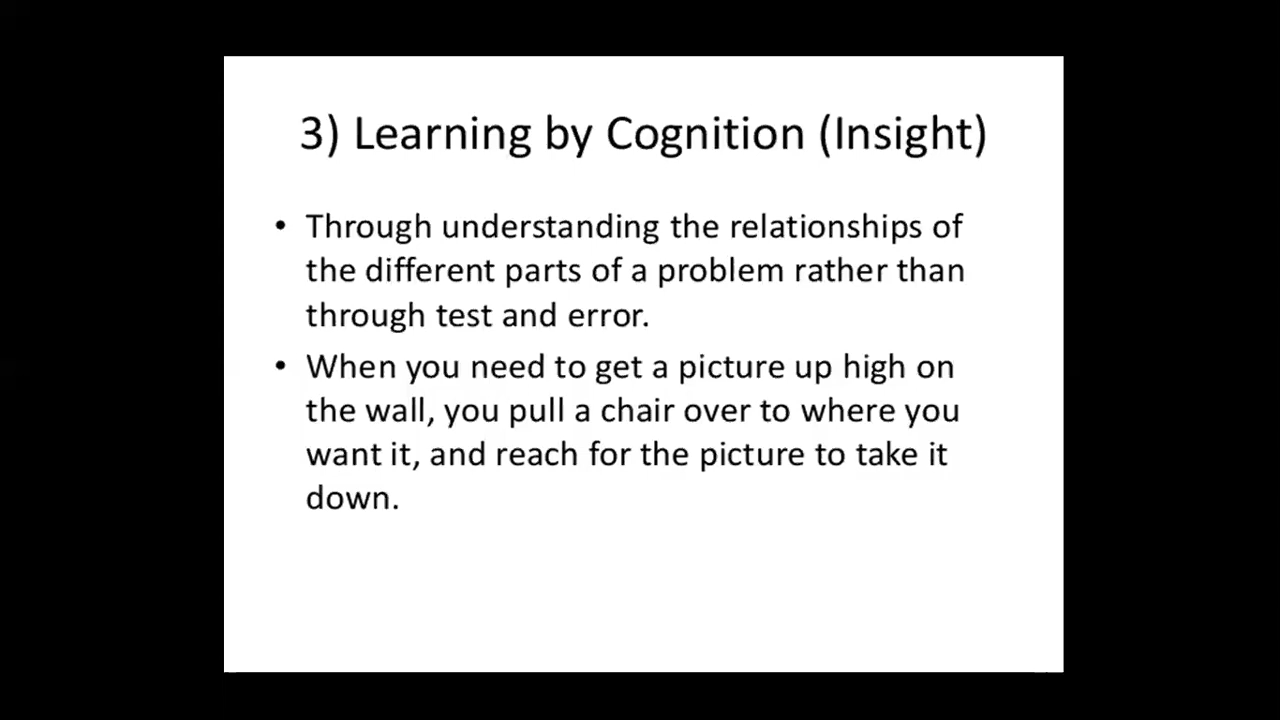 3) Learning by Cognition (Insight)
• Through understanding the relationships of
the different parts of a problem rather than
through test and error.
• When you need to get a picture up high on
the wall, you pull a chair over to where you
want it, and reach for the picture to take it
down.